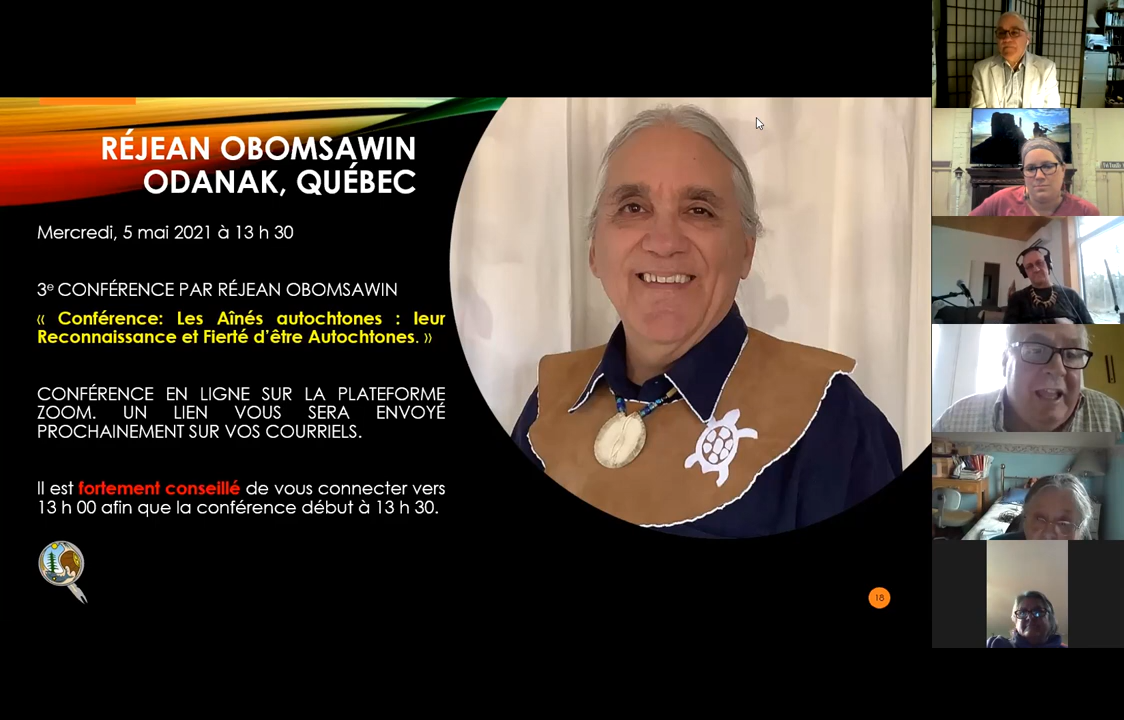 RÉJEAN OBOMSAWIN
ODANAK, QUÉBEC
Mercredi, 5 mai 2021 à 13 h 30
3e CONFÉRENCE PAR RÉJEAN OBOMSAWIN
« Conférence: Les Aînés autochtones : leur
Reconnaissance et Fierté d'être Autochtones. »
CONFÉRENCE EN LIGNE SUR LA PLATEFORME
ZOOM. UN LIEN VOUS SERA ENVOYÉ
PROCHAINEMENT SUR VOS COURRIELS.
Il est fortement conseillé de vous connecter vers
13 h 00 afin que la conférence début à 13 h 30.
18